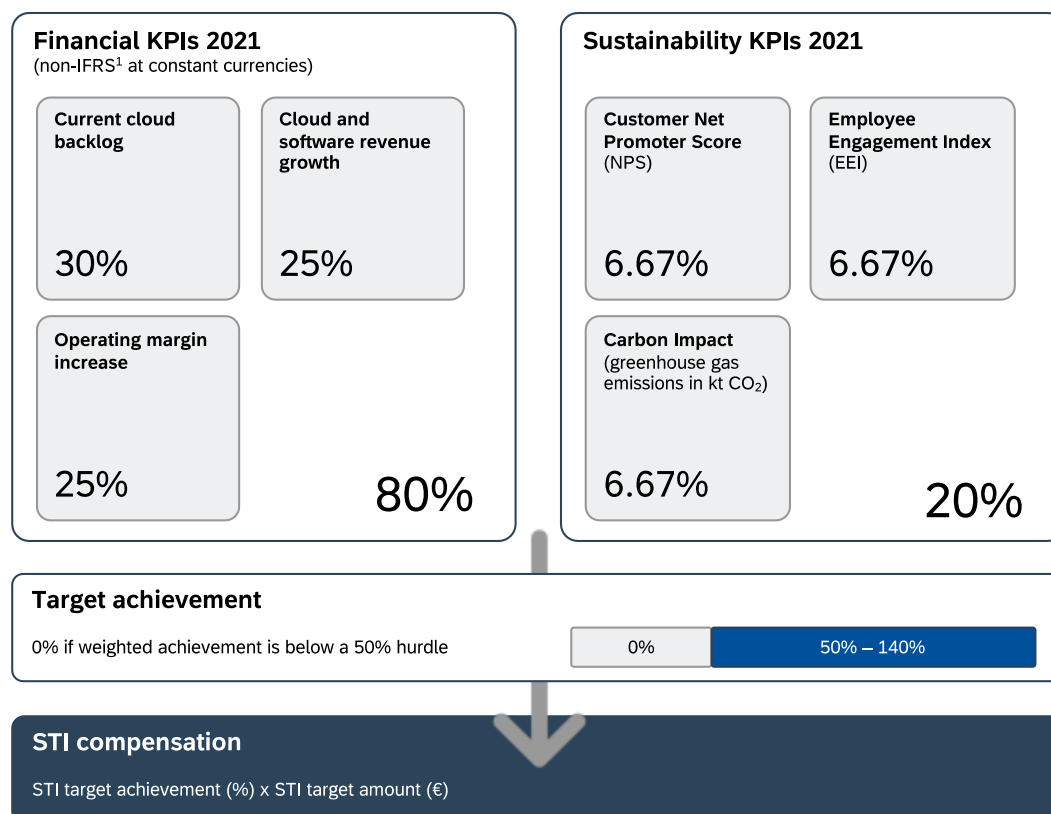 Financial KPIs 2021
(non-IFRS¹ at constant currencies)
Current cloud
backlog
30%
Cloud and
software revenue
growth
25%
Operating margin
increase
25%
80%
Sustainability KPIs 2021
Customer Net
Promoter Score
(NPS)
6.67%
Employee
Engagement Index
(EEI)
6.67%
Carbon Impact
(greenhouse gas
emissions in kt CO₂)
6.67%
20%
Target achievement
0% if weighted achievement is below a 50% hurdle
0%
50% – 140%
STI compensation
STI target achievement (%) x STI target amount (€)